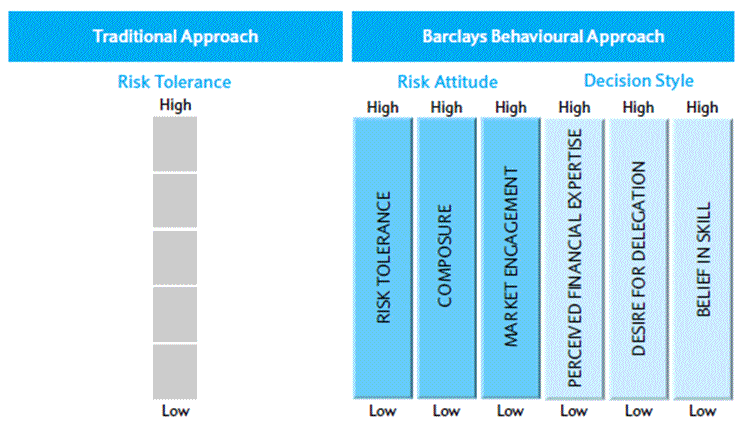 Traditional Approach
Barclays Behavioural Approach
Risk Tolerance
High
Low
Risk Attitude
Decision Style
High High High High High High
RISK TOLERANCE
COMPOSURE
MARKET ENGAGEMENT
PERCEIVED FINANCIAL EXPERTISE
DESIRE FOR DELEGATION
BELIEF IN SKILL
Low Low Low Low Low Low